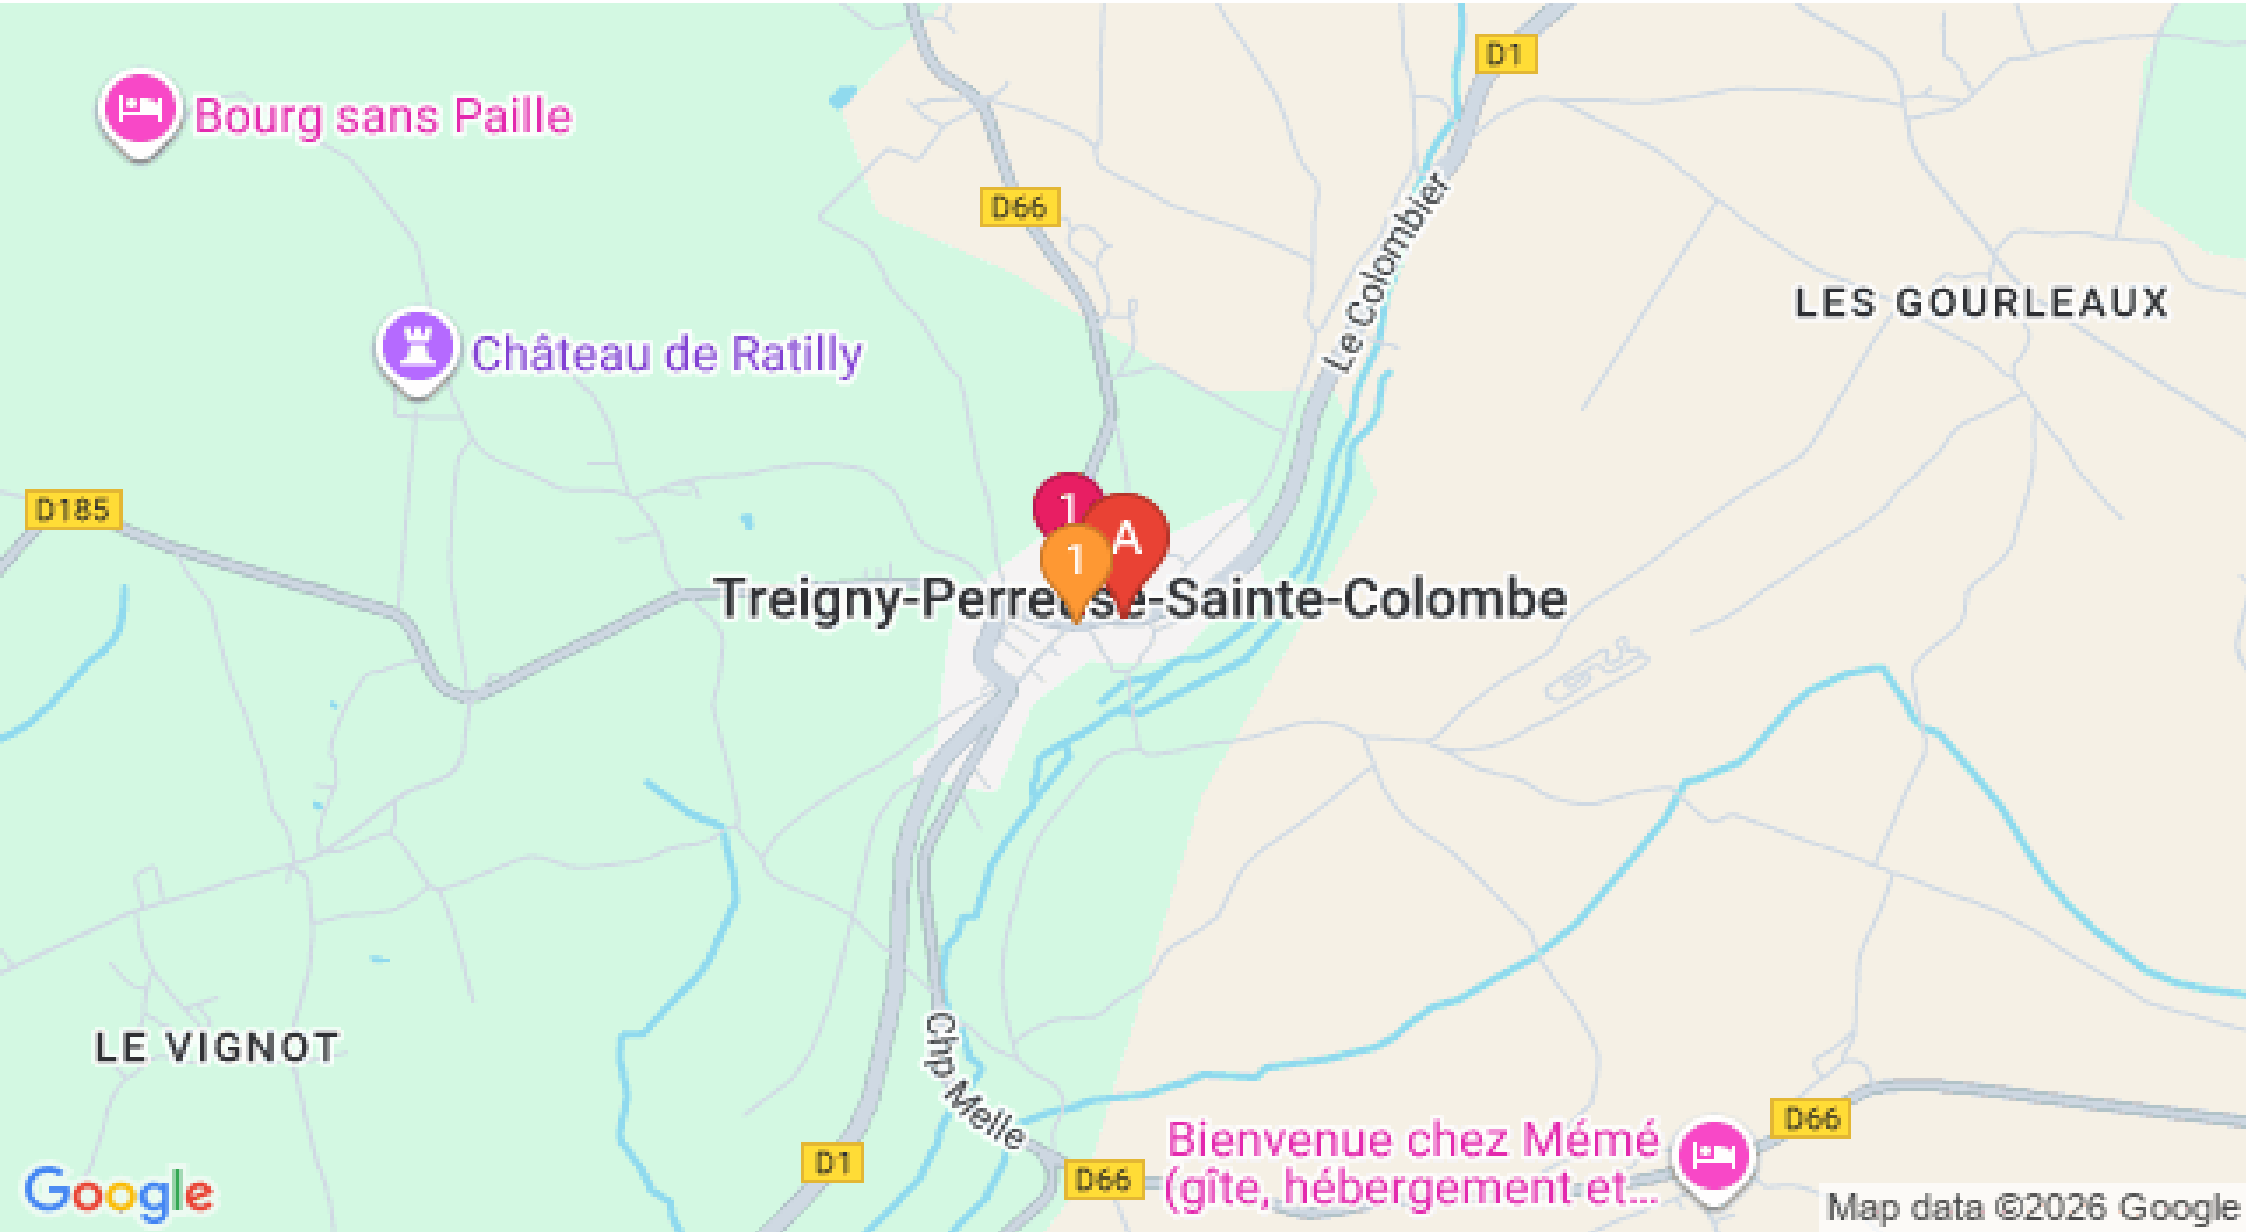 D1
Bourg sans Paille
D66
Le Colombier
LES GOURLEAUX
Château de Ratilly
D185
1
A
1
Treigny-Perreuse-Sainte-Colombe
LE VIGNOT
Chp Melle
D66
Bienvenue chez Mémé
(gîte, hébergement et...
D1
D66
Google
Map data ©2026 Google